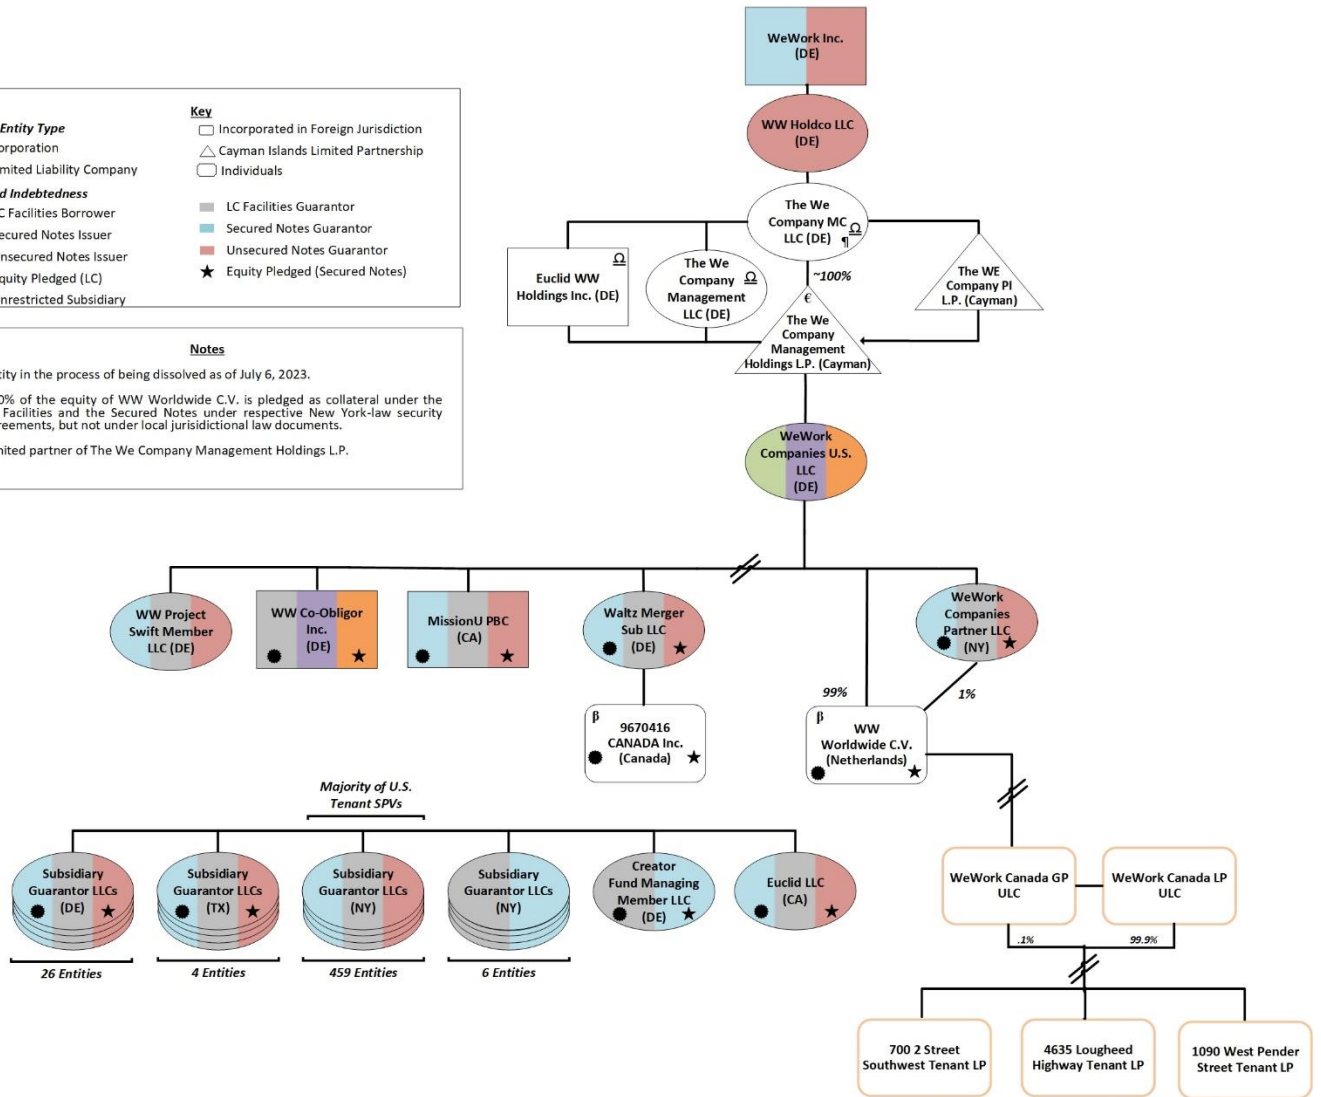 WeWork Inc.
(DE)
WW Holdco LLC
(DE)
Entity Type
orporation
mited Liability Company
d Indebtedness
C Facilities Borrower
ecured Notes Issuer
nsecured Notes Issuer
quity Pledged (LC)
nrestricted Subsidiary
Key
Incorporated in Foreign Jurisdiction
Cayman Islands Limited Partnership
Individuals
LC Facilities Guarantor
Secured Notes Guarantor
Unsecured Notes Guarantor
Equity Pledged (Secured Notes)
The We
Company MC
LLC (DE) ¶ Ω
Ω
Euclid WW
Holdings Inc. (DE)
The We
Company Ω
Management
LLC (DE)
~100%
The WE
Company PI
L.P. (Cayman)
€
The We
Company
Management
Holdings L.P. (Cayman)
Notes
tity in the process of being dissolved as of July 6, 2023.
0% of the equity of WW Worldwide C.V. is pledged as collateral under the
Facilities and the Secured Notes under respective New York-law security
reements, but not under local jurisdictional law documents.
nited partner of The We Company Management Holdings L.P.
WeWork
Companies U.S.
LLC
(DE)
WW Project
Swift Member
LLC (DE)
WW Co-Obligor
Inc.
(DE)
MissionU PBC
(CA)
Waltz Merger
Sub LLC
(DE)
WeWork
Companies
Partner LLC
(NY)
99%
1%
β
9670416
CANADA Inc.
(Canada)
β
WW
Worldwide C.V.
(Netherlands)
Majority of U.S.
Tenant SPVs
Subsidiary
Guarantor LLCs
(DE)
26 Entities
Subsidiary
Guarantor LLCs
(TX)
4 Entities
Subsidiary
Guarantor LLCs
(NY)
459 Entities
Subsidiary
Guarantor LLCs
(NY)
6 Entities
Creator
Fund Managing
Member LLC
(DE)
Euclid LLC
(CA)
WeWork Canada GP
ULC
WeWork Canada LP
ULC
.1%
99.9%
700 2 Street
Southwest Tenant LP
4635 Lougheed
Highway Tenant LP
1090 West Pender
Street Tenant LP